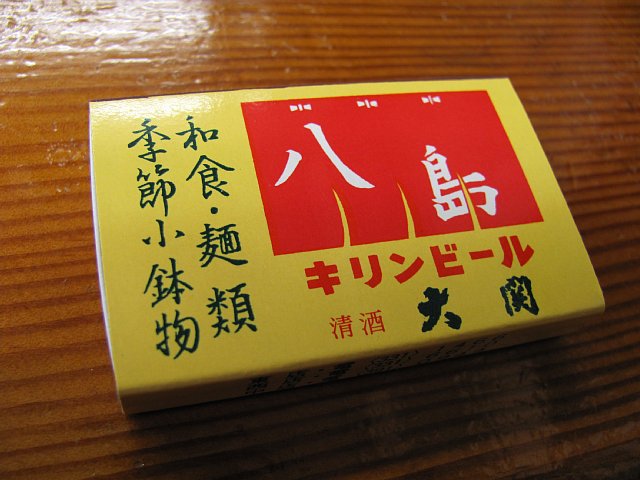 和食・麺類
季節小鉢物
八島
キリンビール
清酒 大関